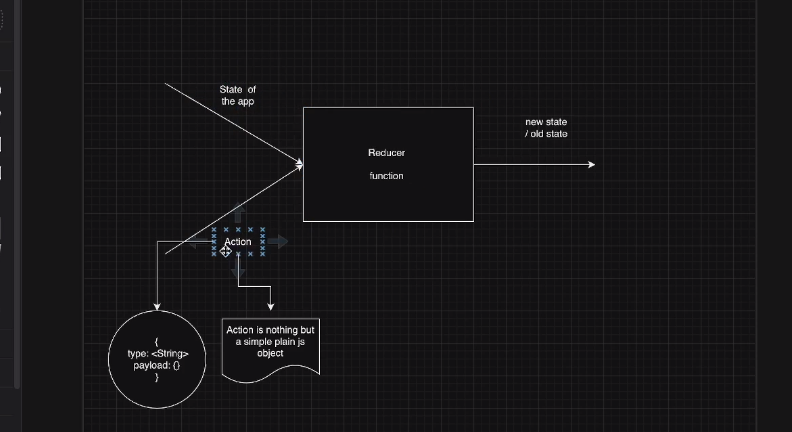 State of
the app
Reducer
function
new state
/ old state
Action
{
type: <String>
payload: {}
}
Action is nothing but
a simple plain js
object